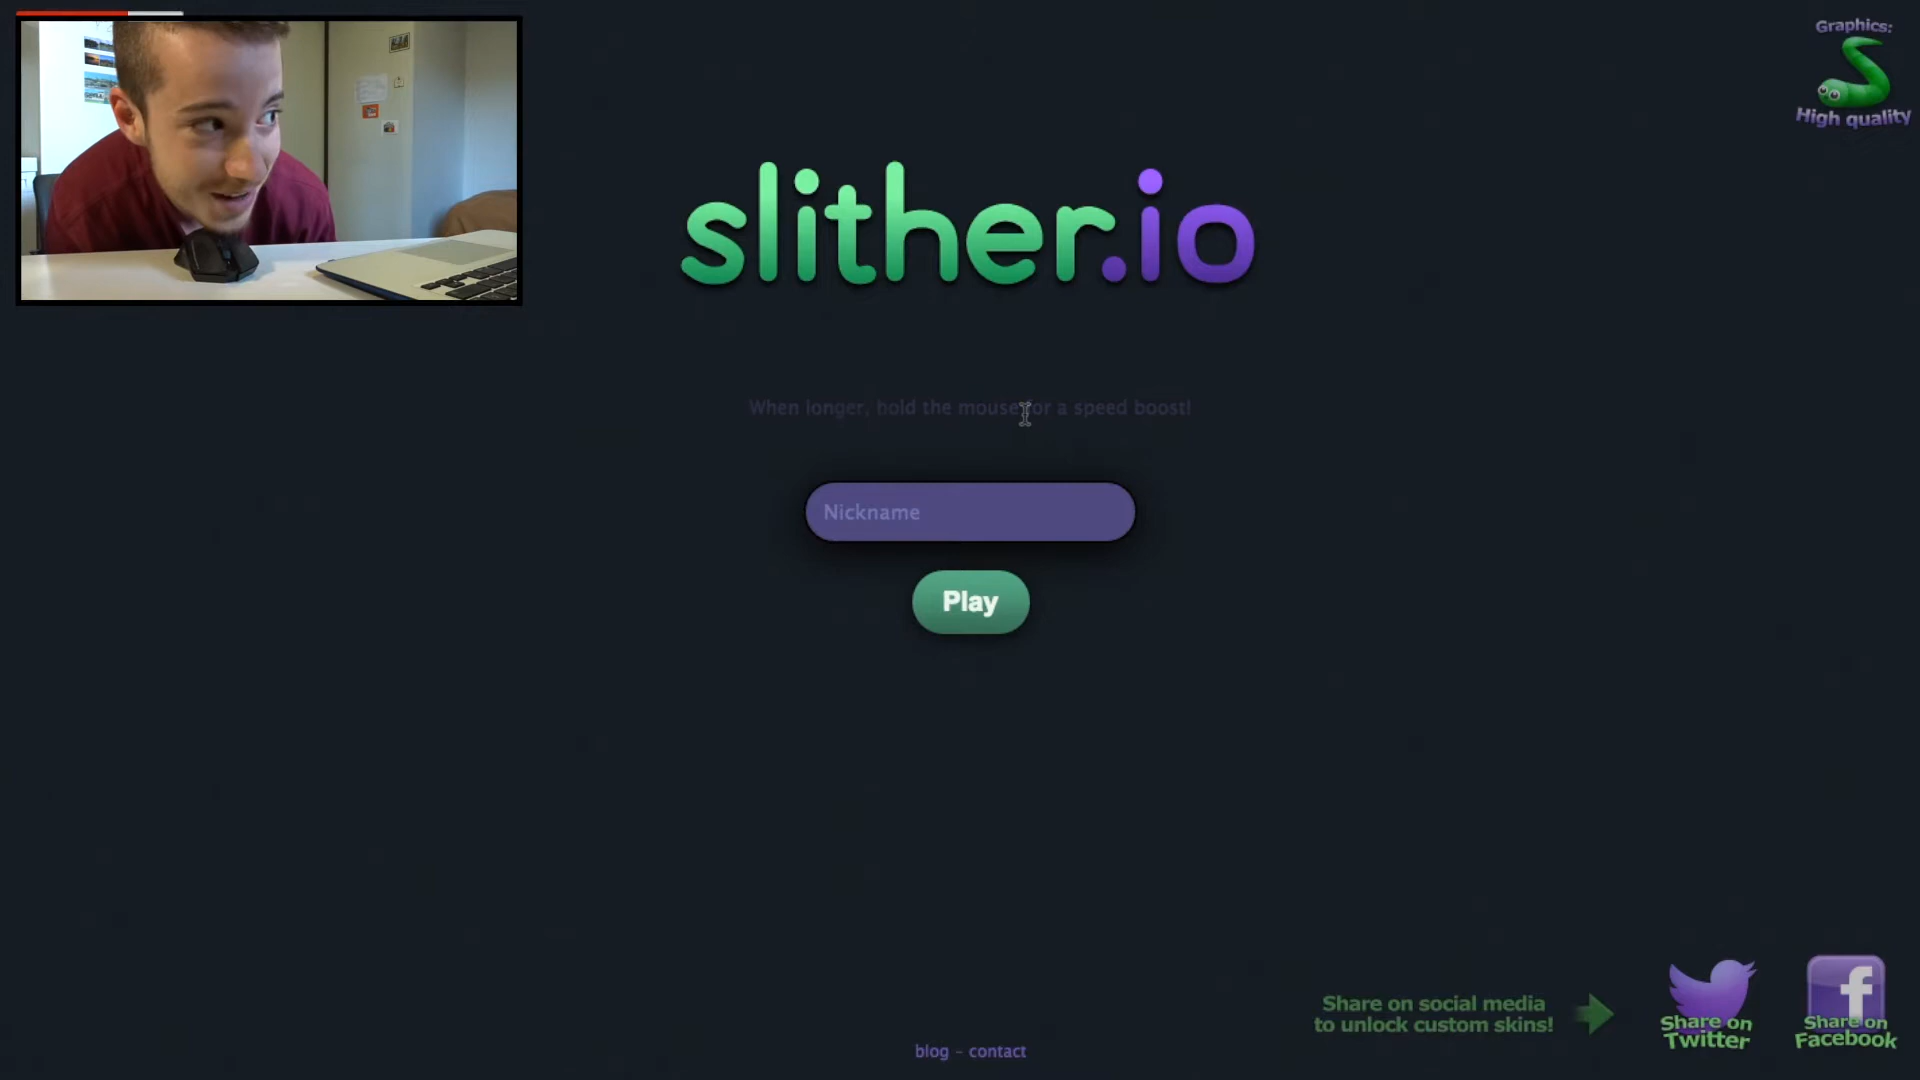 Graphics:
High quality
slither.io
When longer, hold the mouse for a speed boost!
Nickname
Play
Share on social media
to unlock custom skins!
Share on
Twitter
Share on
Facebook
blog - contact